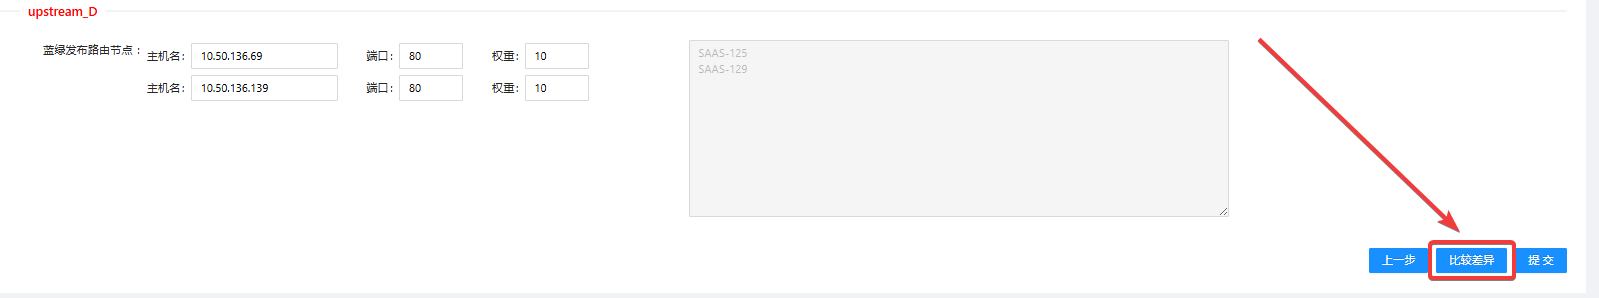 upstream_D
蓝绿发布路由节点： 主机名： 10.50.136.69 端口： 80 权重： 10
主机名： 10.50.136.139 端口： 80 权重： 10
SAAS-125
SAAS-129
上一步 比较差异 提 交